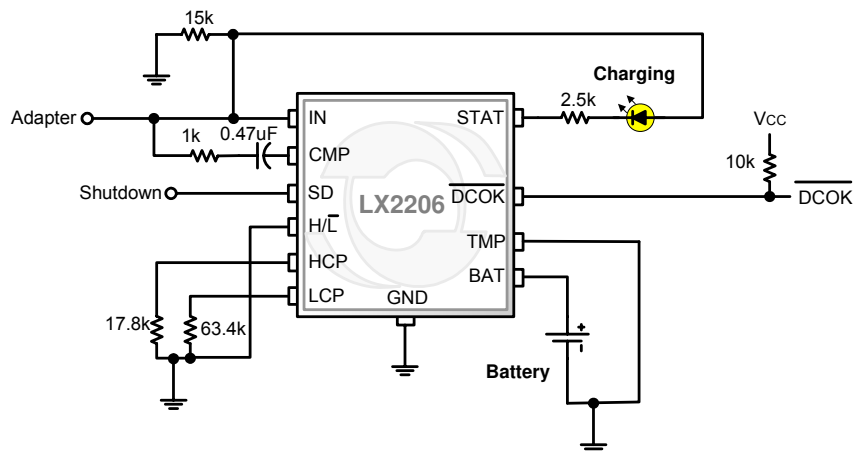 15k
Charging
2.5k
Adapter
IN
STAT
VCC
1k
0.47uF
10k
CMP
Shutdown
SD
LX2206
DCOK
DCOK
H/L
TMP
HCP
BAT
LCP
GND
17.8k
63.4k
+
-
Battery